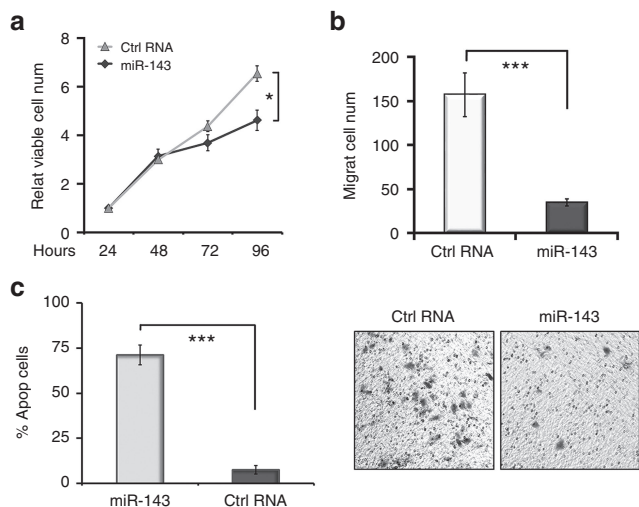 a
8
6
4
2
0
Relat viable cell num
Ctrl RNA
miR-143
*
Hours 24 48 72 96
b
200
150
100
50
0
Migrat cell num
***
Ctrl RNA miR-143
c
100
75
50
25
0
% Apop cells
***
miR-143 Ctrl RNA
Ctrl RNA miR-143